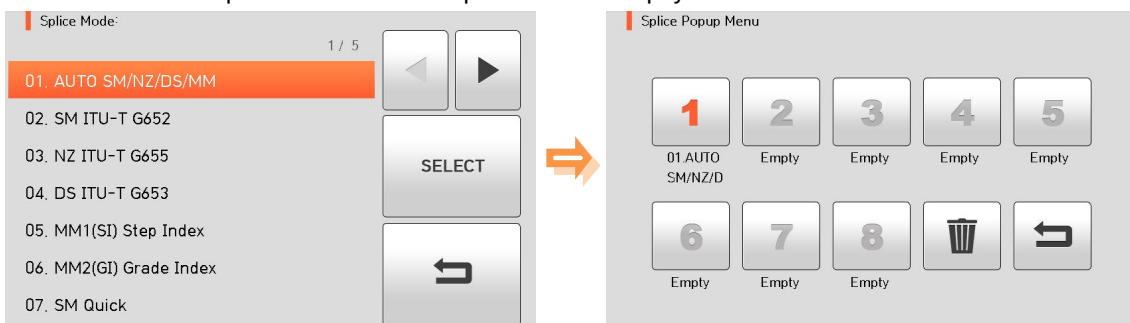 Splice Mode:
1 / 5
01. AUTO SM/NZ/DS/MM
02. SM ITU-T G652
03. NZ ITU-T G655
04. DS ITU-T G653
05. MM1(SI) Step Index
06. MM2(GI) Grade Index
07. SM Quick
SELECT
Splice Popup Menu
1 2 3 4 5
01.AUTO Empty Empty Empty Empty
SM/NZ/D
6 7 8
Empty Empty Empty